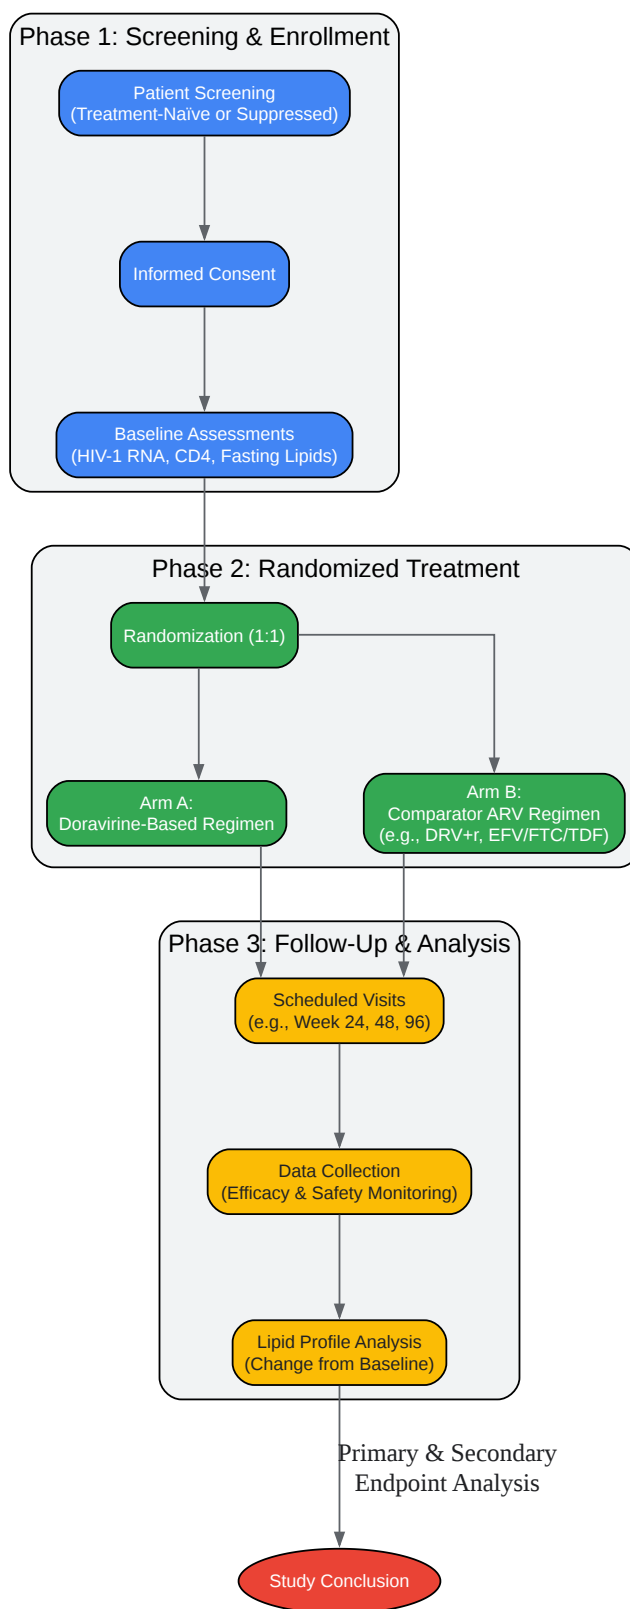 Phase 1: Screening & Enrollment
Patient Screening
(Treatment-Naïve or Suppressed)
Informed Consent
Baseline Assessments
(HIV-1 RNA, CD4, Fasting Lipids)
Phase 2: Randomized Treatment
Randomization (1:1)
Arm A:
Doravirine-Based Regimen
Arm B:
Comparator ARV Regimen
(e.g., DRV+r, EFV/FTC/TDF)
Phase 3: Follow-Up & Analysis
Scheduled Visits
(e.g., Week 24, 48, 96)
Data Collection
(Efficacy & Safety Monitoring)
Lipid Profile Analysis
(Change from Baseline)
Primary & Secondary
Endpoint Analysis
Study Conclusion